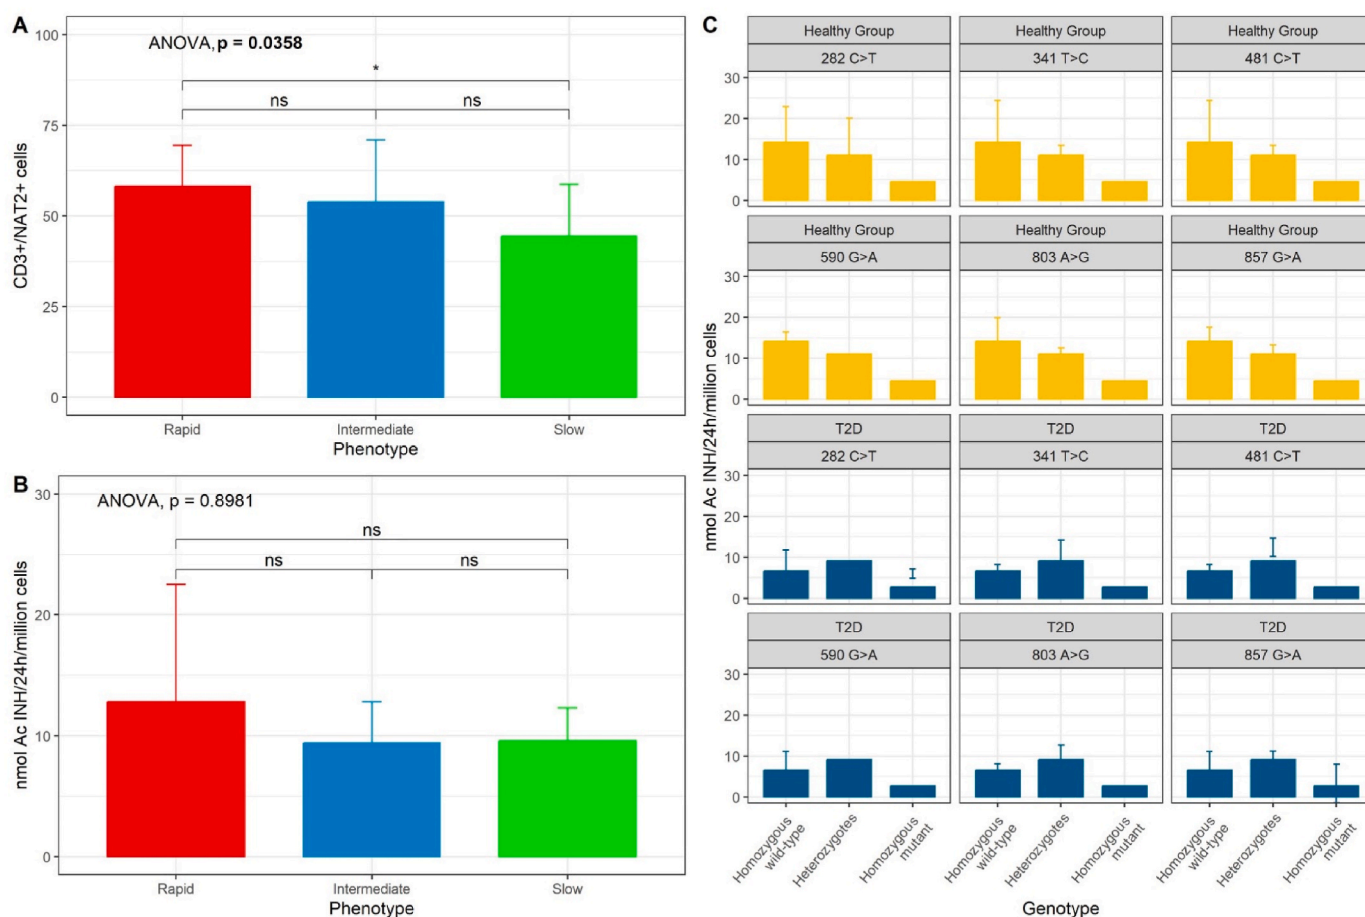 A
100
75
50
25
0
CD3+/NAT2+ cells
ANOVA, p = 0.0358
*
ns
ns
Rapid
Intermediate
Slow
Phenotype
B
30
20
10
0
nmol Ac INH/24h/million cells
ANOVA, p = 0.8981
ns
ns
ns
Rapid
Intermediate
Slow
Phenotype
C
nmol Ac INH/24h/million cells
Healthy Group
Healthy Group
Healthy Group
282 C>T
341 T>C
481 C>T
30
20
10
0
Healthy Group
Healthy Group
Healthy Group
590 G>A
803 A>G
857 G>A
30
20
10
0
T2D
T2D
T2D
282 C>T
341 T>C
481 C>T
30
20
10
0
T2D
T2D
T2D
590 G>A
803 A>G
857 G>A
30
20
10
0
Homozygous
wild-type
Heterozygotes
Homozygous
mutant
Homozygous
wild-type
Heterozygotes
Homozygous
mutant
Homozygous
wild-type
Heterozygotes
Homozygous
mutant
Genotype